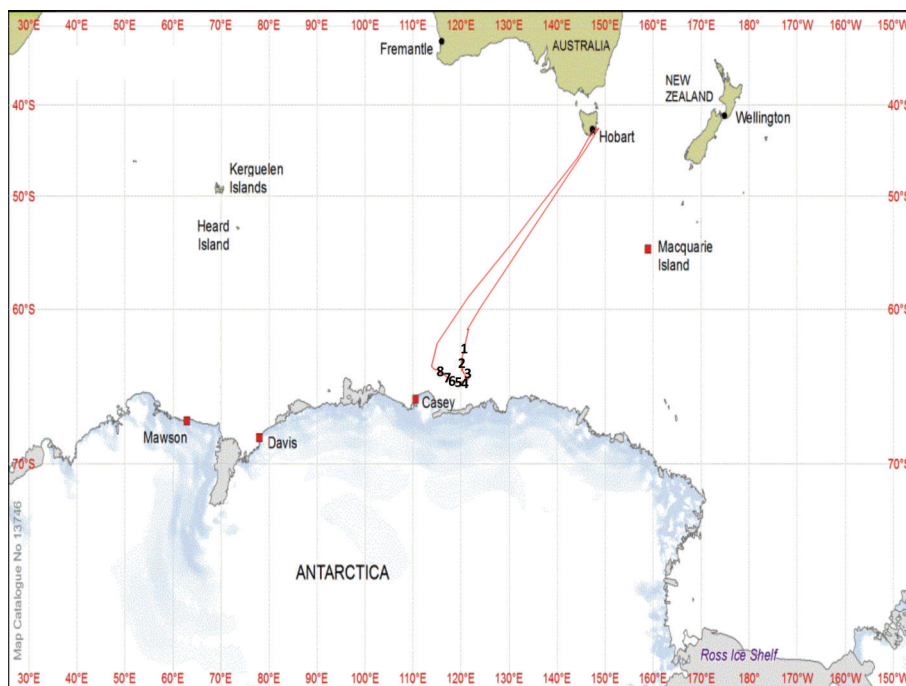 30°E 40°E 50°E 60°E 70°E 80°E 90°E 100°E 110°E 120°E 130°E 140°E 150°E 160°E 170°E 180° 170°W 160°W 150°W
Fremantle
AUSTRALIA
NEW
ZEALAND
40°S
40°S
Wellington
Hobart
Kerguelen
Islands
50°S
50°S
Heard
Island
Macquarie
Island
60°S
60°S
1
2
3
8
7
6
5
4
Casey
Mawson
Davis
70°S
70°S
Map Catalogue No 13746
ANTARCTICA
Ross Ice Shelf
30°E 40°E 50°E 60°E 70°E 80°E 90°E 100°E 110°E 120°E 130°E 140°E 150°E 160°E 170°E 180° 170°W 160°W 150°W